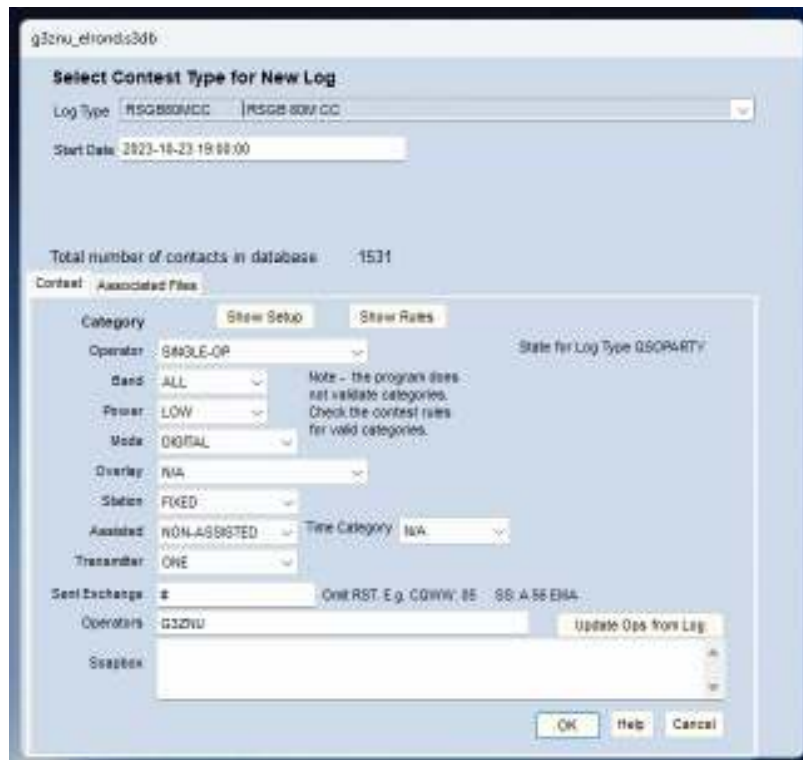 g3znu_elrond.s3db
Select Contest Type for New Log
Log Type RSGB80MCC RSGB 80M CC
Start Date 2023-10-23 19:00:00
Total number of contacts in database 1531
Contest Associated Files
Category Show Setup Show Rules
Operator SINGLE-OP State for Log Type QSOPARTY
Band ALL Note - the program does
not validate categories.
Power LOW Check the contest rules
for valid categories.
Mode DIGITAL
Overlay N/A
Station FIXED
Assisted NON-ASSISTED Time Category N/A
Transmitter ONE
Sent Exchange # Omit RST. E.g. CQWW: 05 SS: A 56 EMA
Operators G3ZNU Update Ops from Log
Soapbox
OK Help Cancel